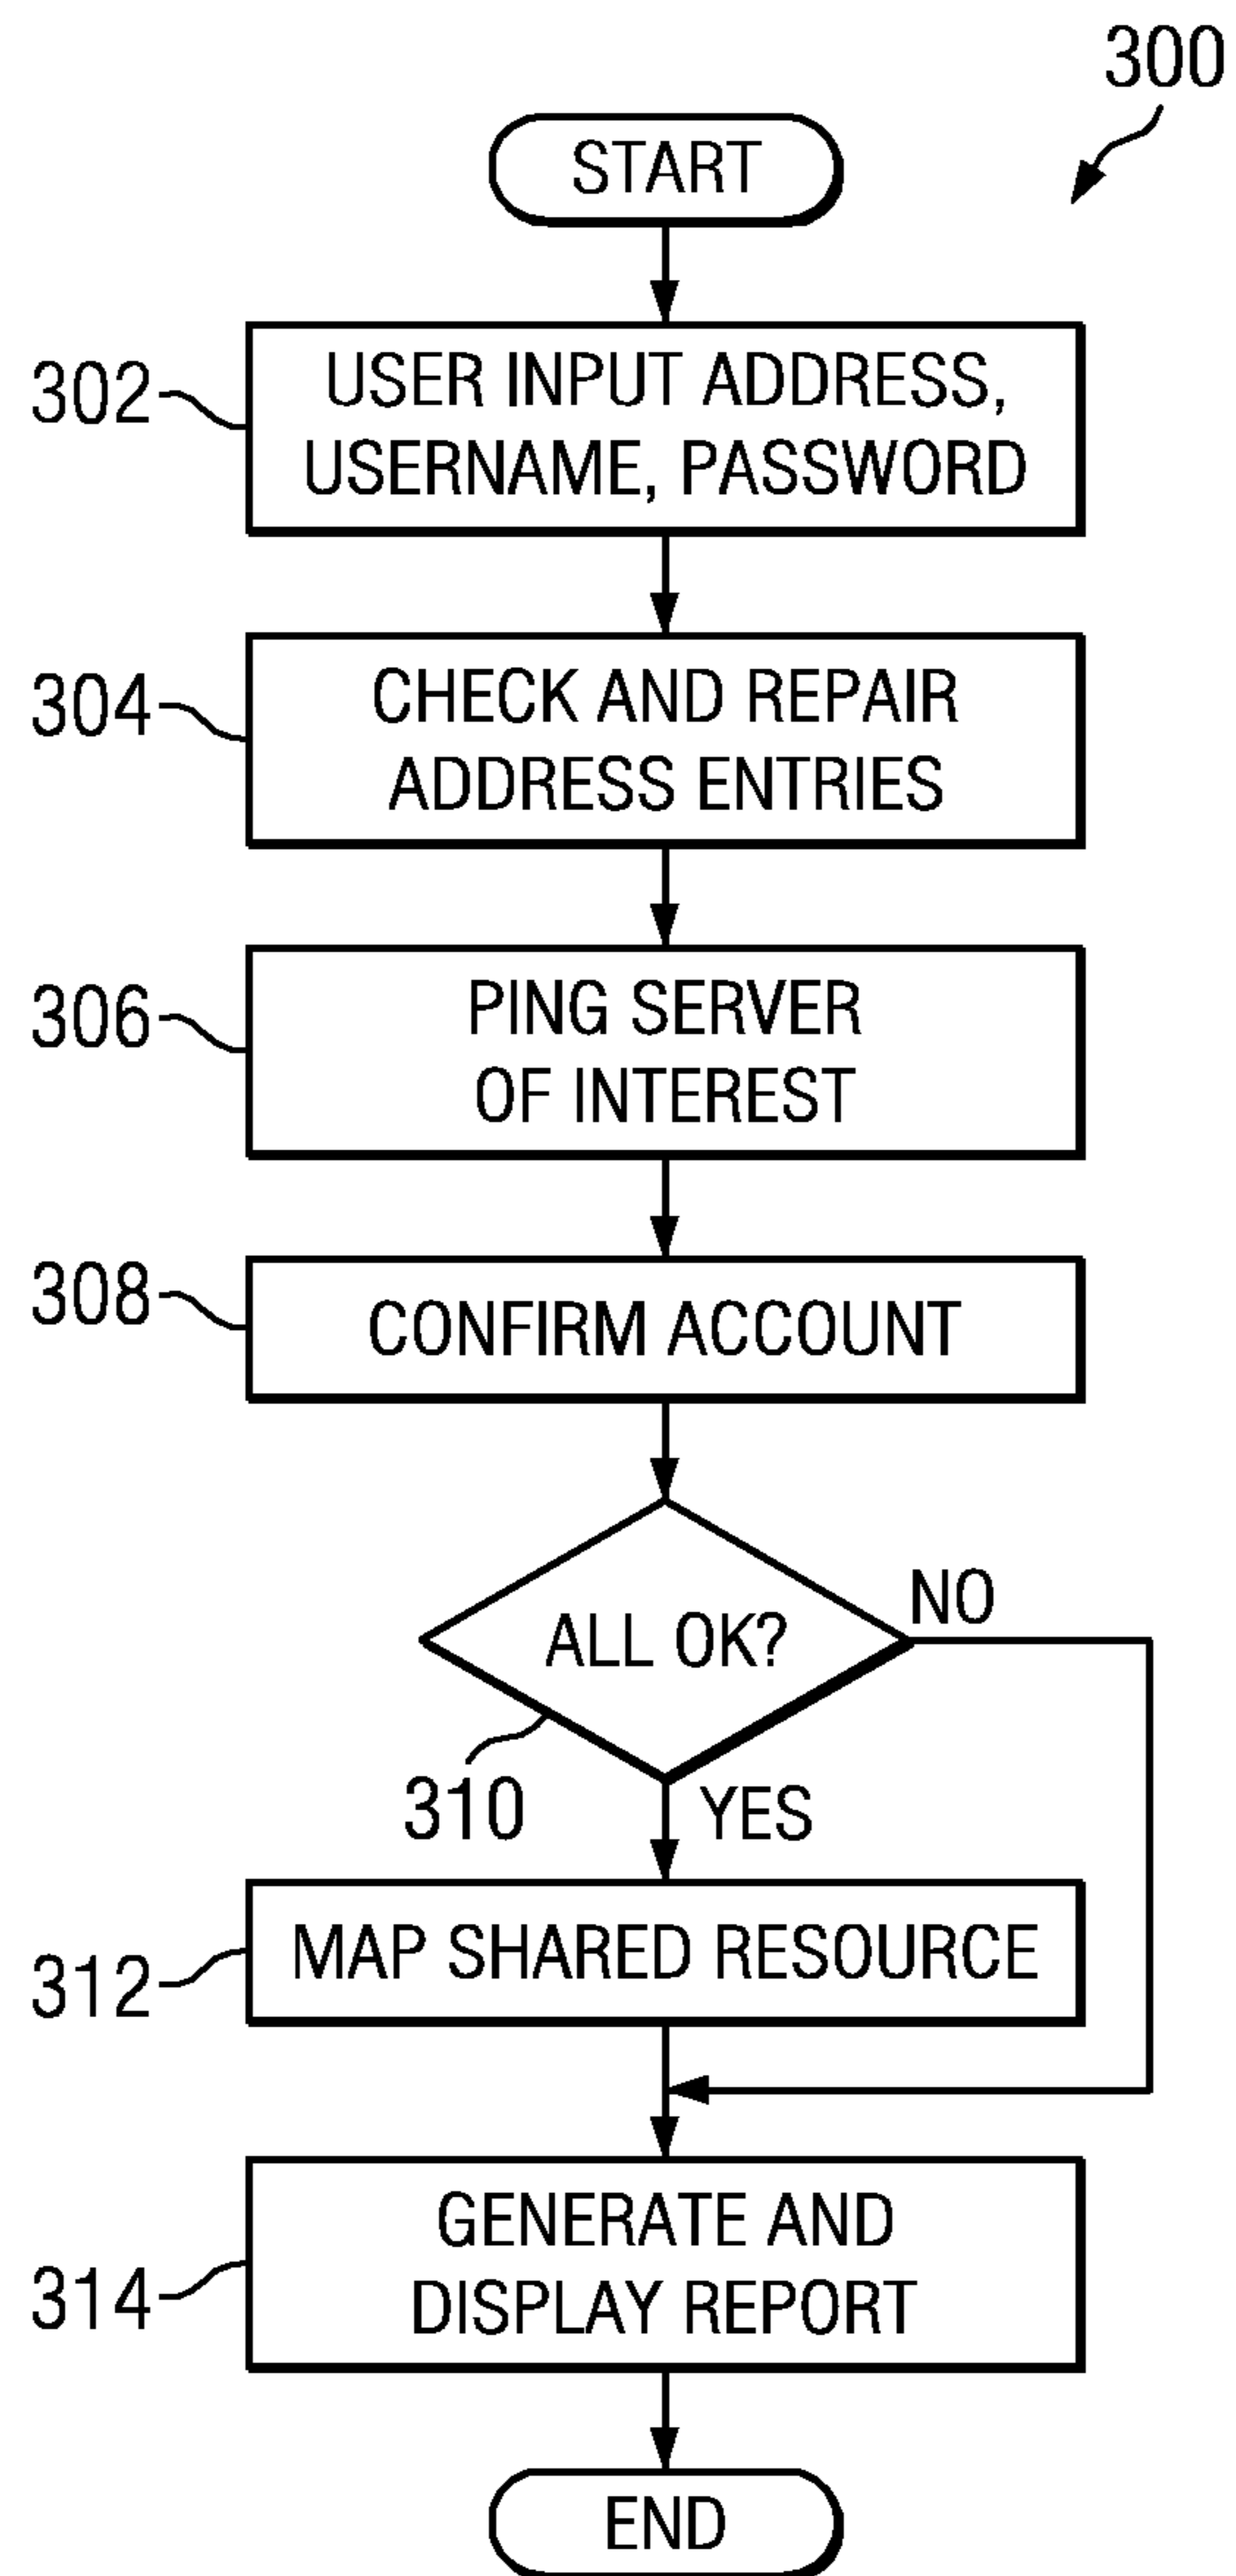 300
START
302
USER INPUT ADDRESS,
USERNAME, PASSWORD
304
CHECK AND REPAIR
ADDRESS ENTRIES
306
PING SERVER
OF INTEREST
308
CONFIRM ACCOUNT
ALL OK?
NO
310
YES
312
MAP SHARED RESOURCE
314
GENERATE AND
DISPLAY REPORT
END